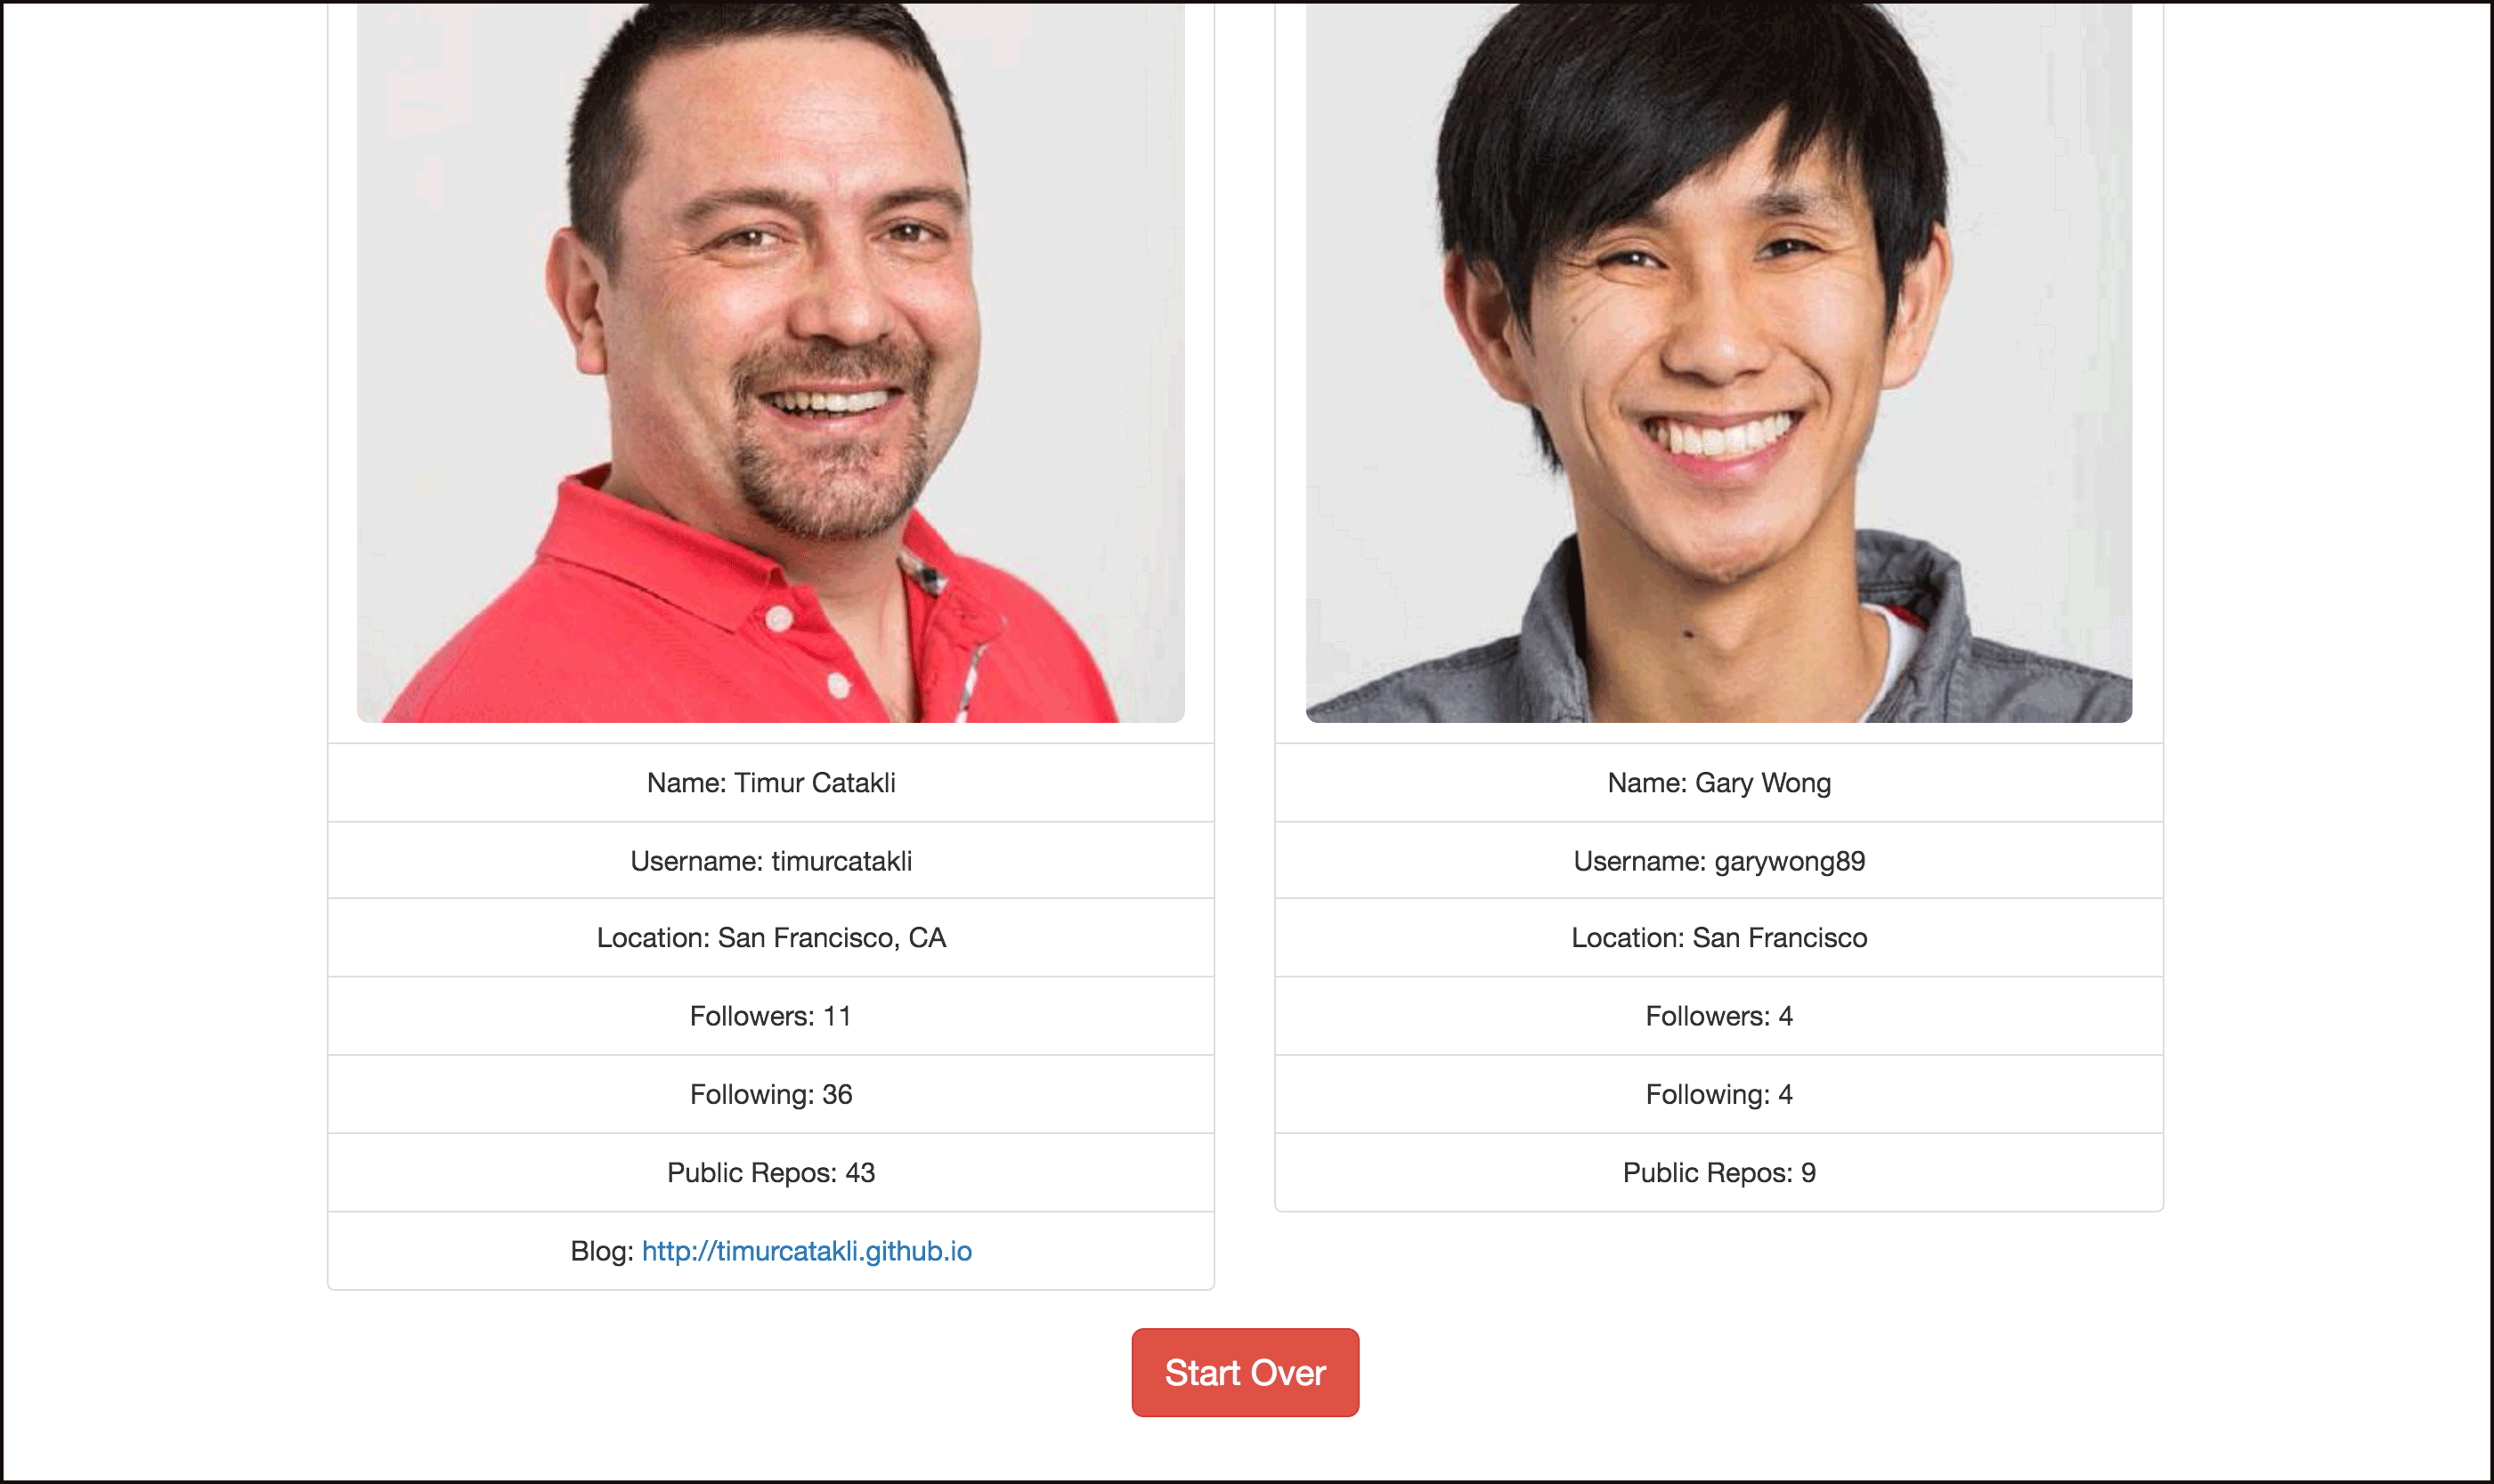 Name: Timur Catakli
Username: timurcatakli
Location: San Francisco, CA
Followers: 11
Following: 36
Public Repos: 43
Blog: http://timurcatakli.github.io
Name: Gary Wong
Username: garywong89
Location: San Francisco
Followers: 4
Following: 4
Public Repos: 9
Start Over